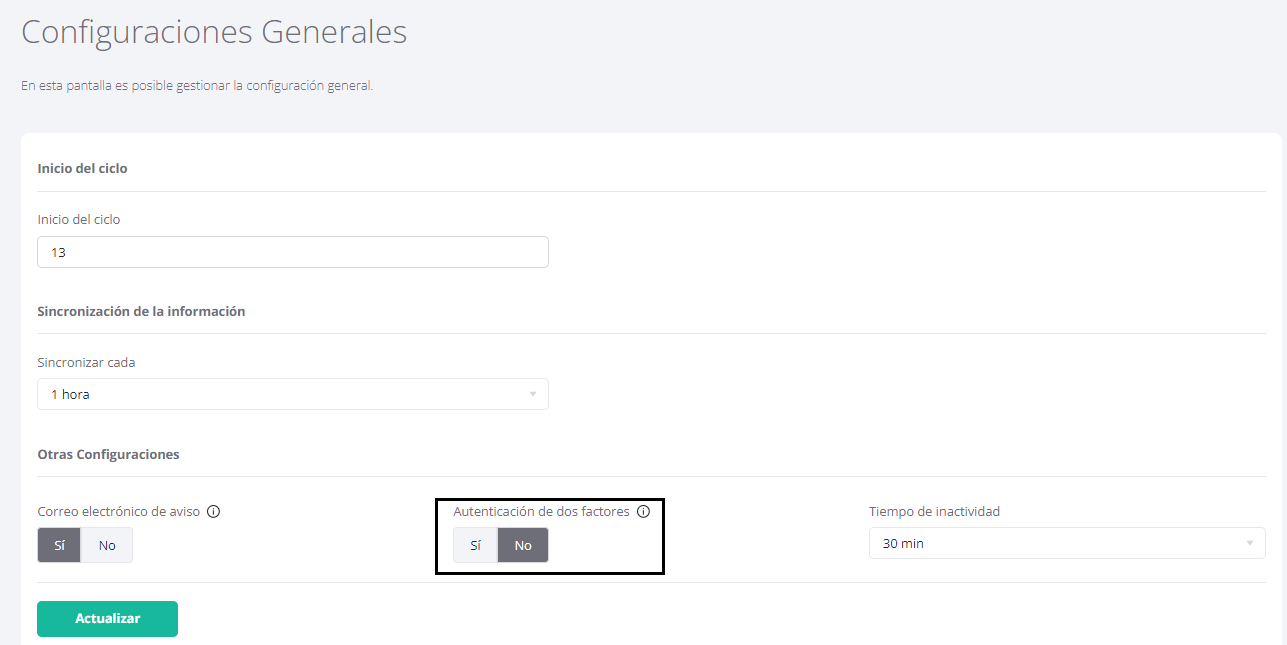 Configuraciones Generales
En esta pantalla es posible gestionar la configuración general.
Inicio del ciclo
Inicio del ciclo
13
Sincronización de la información
Sincronizar cada
1 hora
Otras Configuraciones
Correo electrónico de aviso
Sí No
Autenticación de dos factores
Sí No
Tiempo de inactividad
30 min
Actualizar